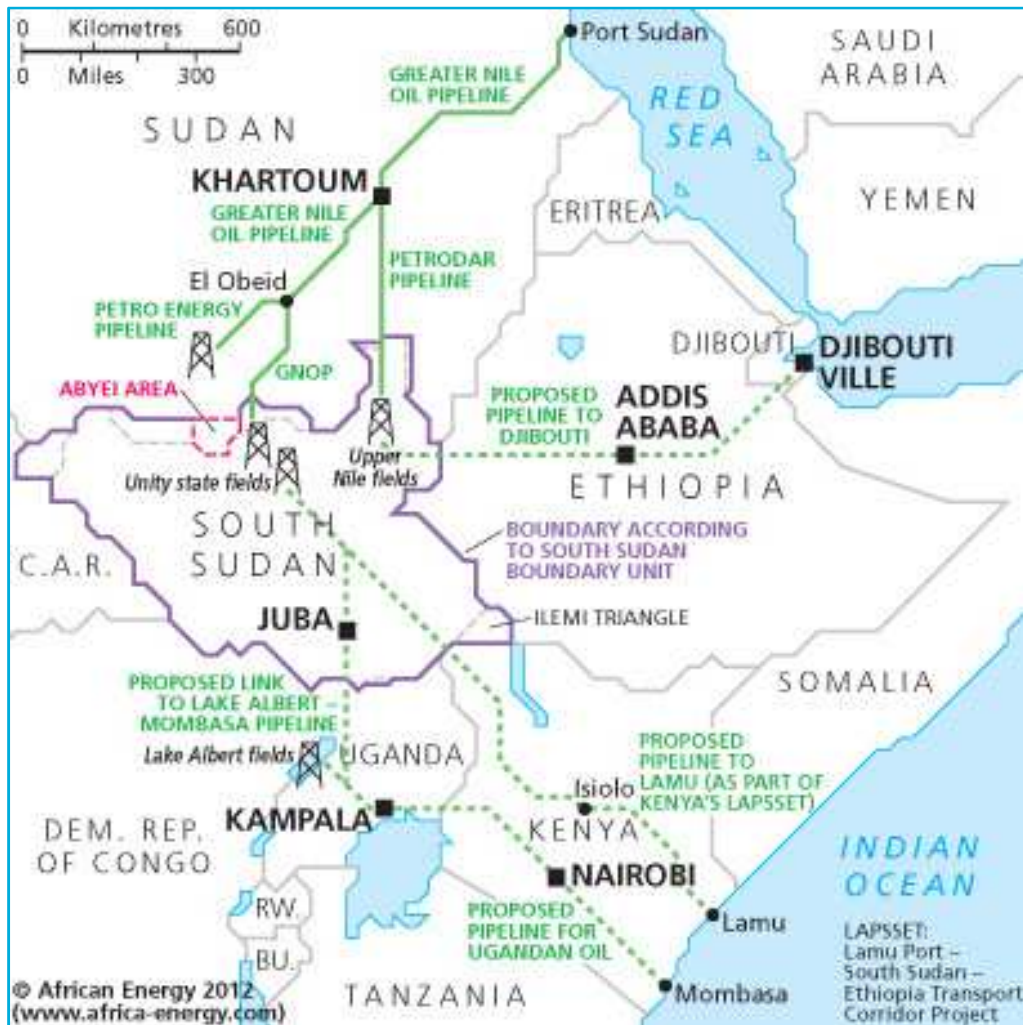 0 Kilometres 600
0 Miles 300
Port Sudan
SAUDI
ARABIA
GREATER NILE
OIL PIPELINE
RED
SEA
SUDAN
KHARTOUM
YEMEN
GREATER NILE
OIL PIPELINE
ERITREA
PETRODAR
PIPELINE
El Obeid
PETRO ENERGY
PIPELINE
DJIBOUTI
DJIBOUTI
VILLE
GNOP
ABYEI AREA
PROPOSED
PIPELINE TO
DJIBOUTI
ADDIS
ABABA
Upper
Nile fields
Unity state fields
ETHIOPIA
SOUTH
SUDAN
BOUNDARY ACCORDING
TO SOUTH SUDAN
BOUNDARY UNIT
C.A.R.
JUBA
ILEMI TRIANGLE
SOMALIA
PROPOSED LINK
TO LAKE ALBERT –
MOMBASA PIPELINE
Lake Albert fields
UGANDA
PROPOSED
PIPELINE TO
LAMU (AS PART OF
KENYA'S LAPSSET)
Isiolo
KAMPALA
KENYA
DEM. REP.
OF CONGO
INDIAN
OCEAN
NAIROBI
RW.
BU.
PROPOSED
PIPELINE FOR
UGANDAN OIL
Lamu
LAPSSET:
Lamu Port –
South Sudan –
Ethiopia Transport
Corridor Project
Mombasa
TANZANIA
© African Energy 2012
(www.africa-energy.com)